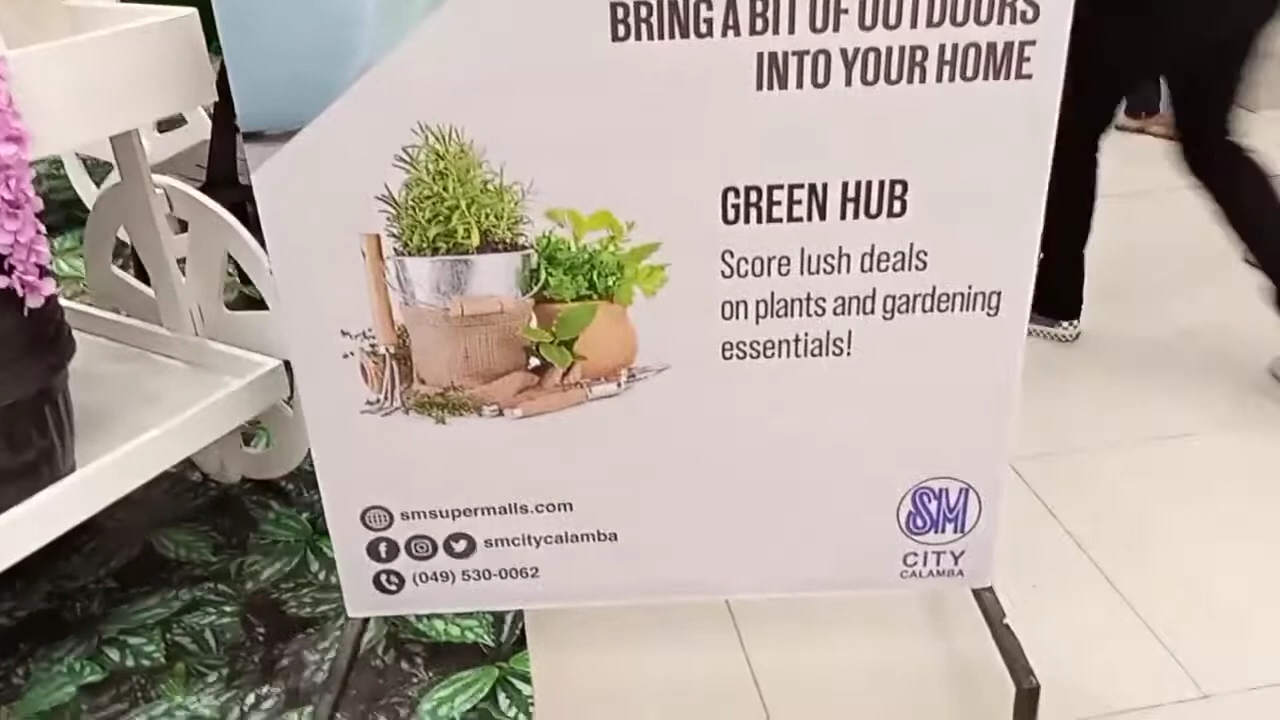 BRING A BIT OF OUTDOORS
INTO YOUR HOME
GREEN HUB
Score lush deals
on plants and gardening
essentials!
smsupermalls.com
smcitycalamba
(049) 530-0062
SM
CITY
CALAMBA